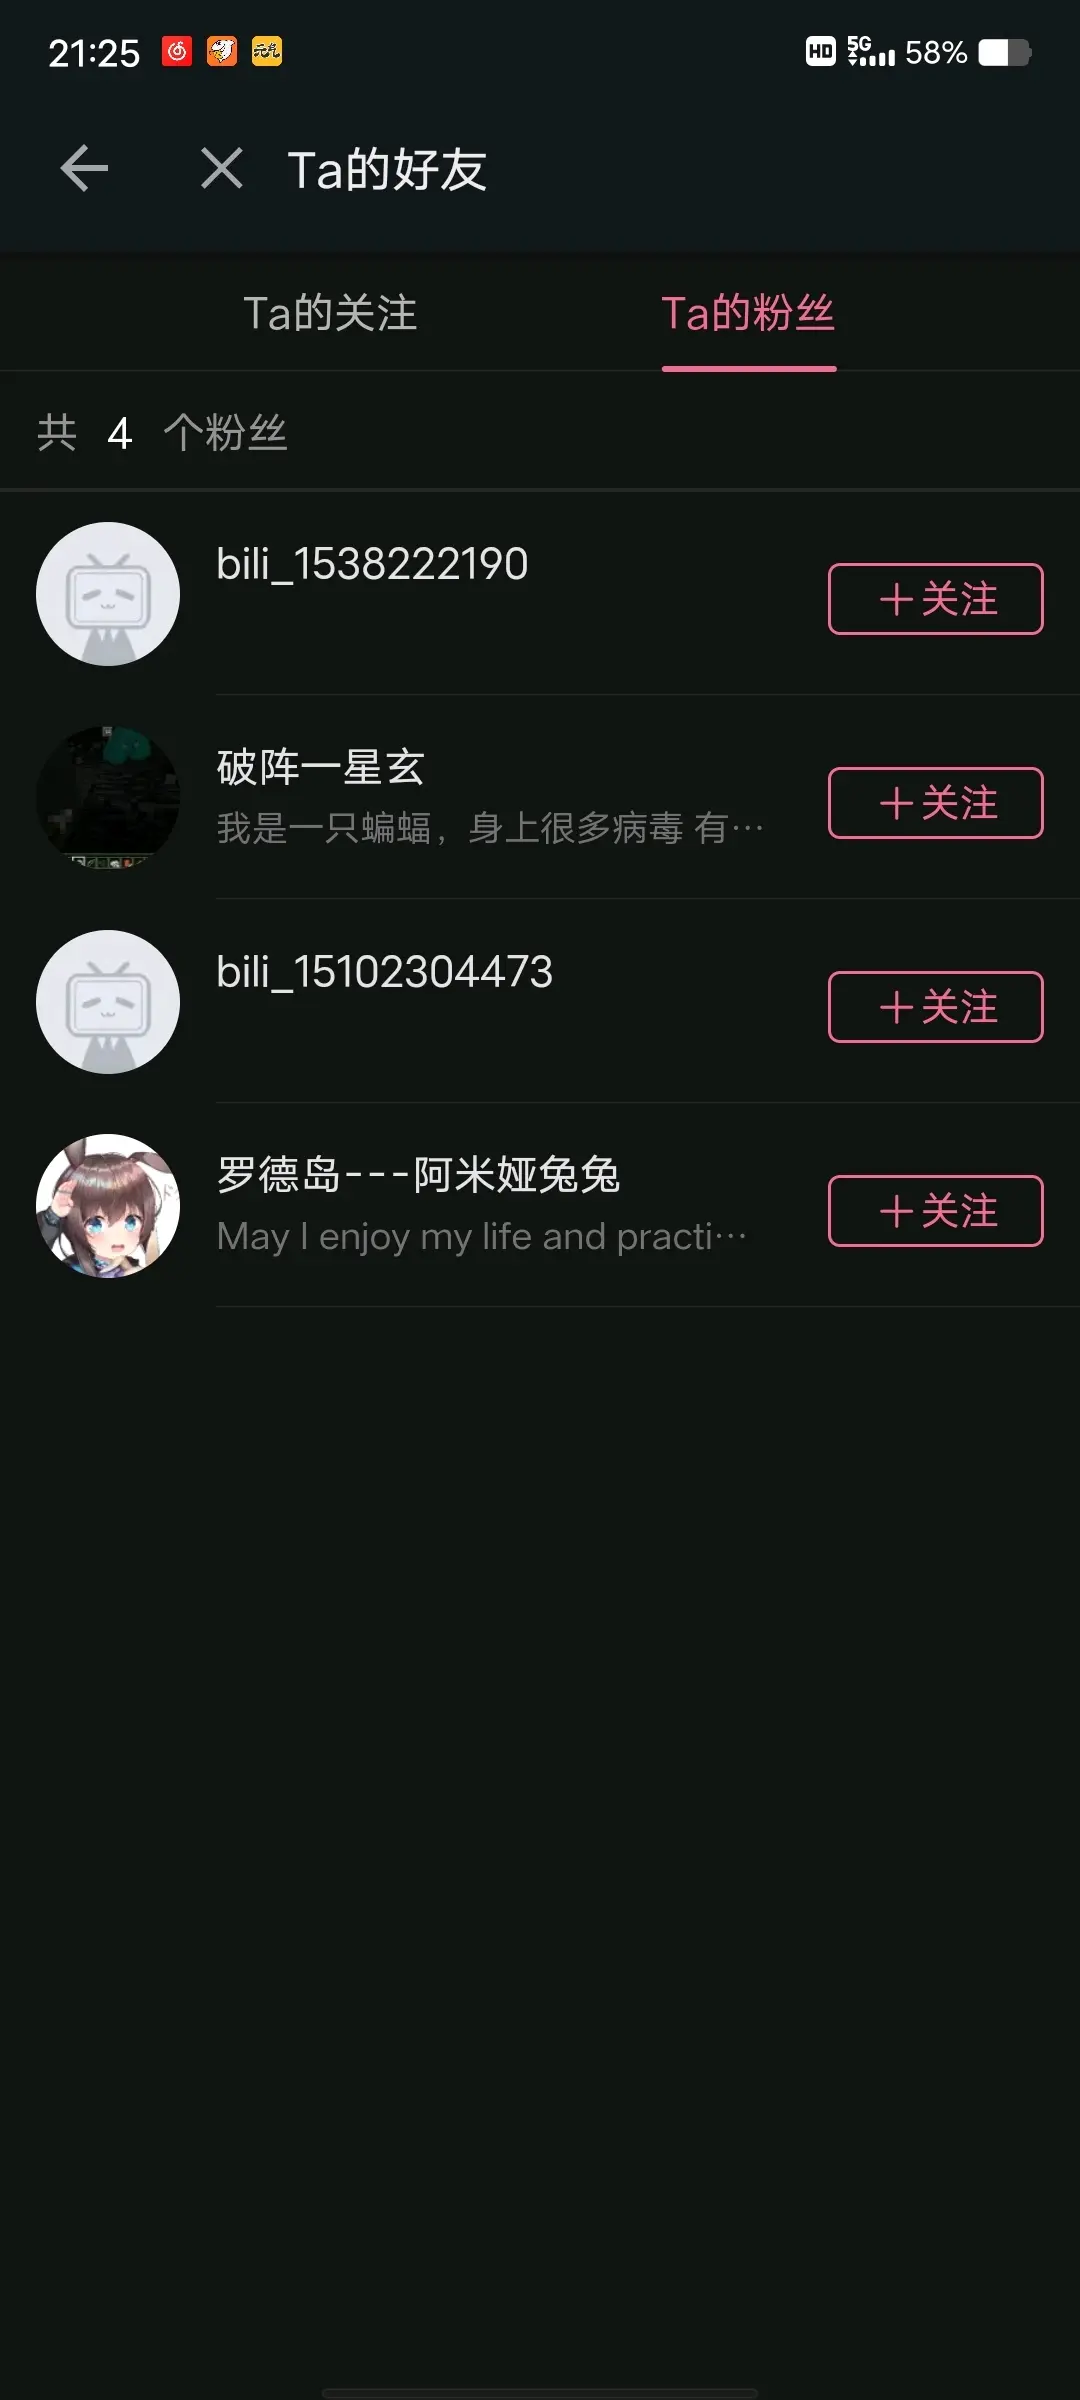 21:25 HD 5G 58%
Ta的好友
Ta的关注 Ta的粉丝
共 4 个粉丝
bili_1538222190
＋关注
破阵一星玄
我是一只蝙蝠，身上很多病毒 有…
＋关注
bili_15102304473
＋关注
罗德岛---阿米娅兔兔
May I enjoy my life and practi…
＋关注